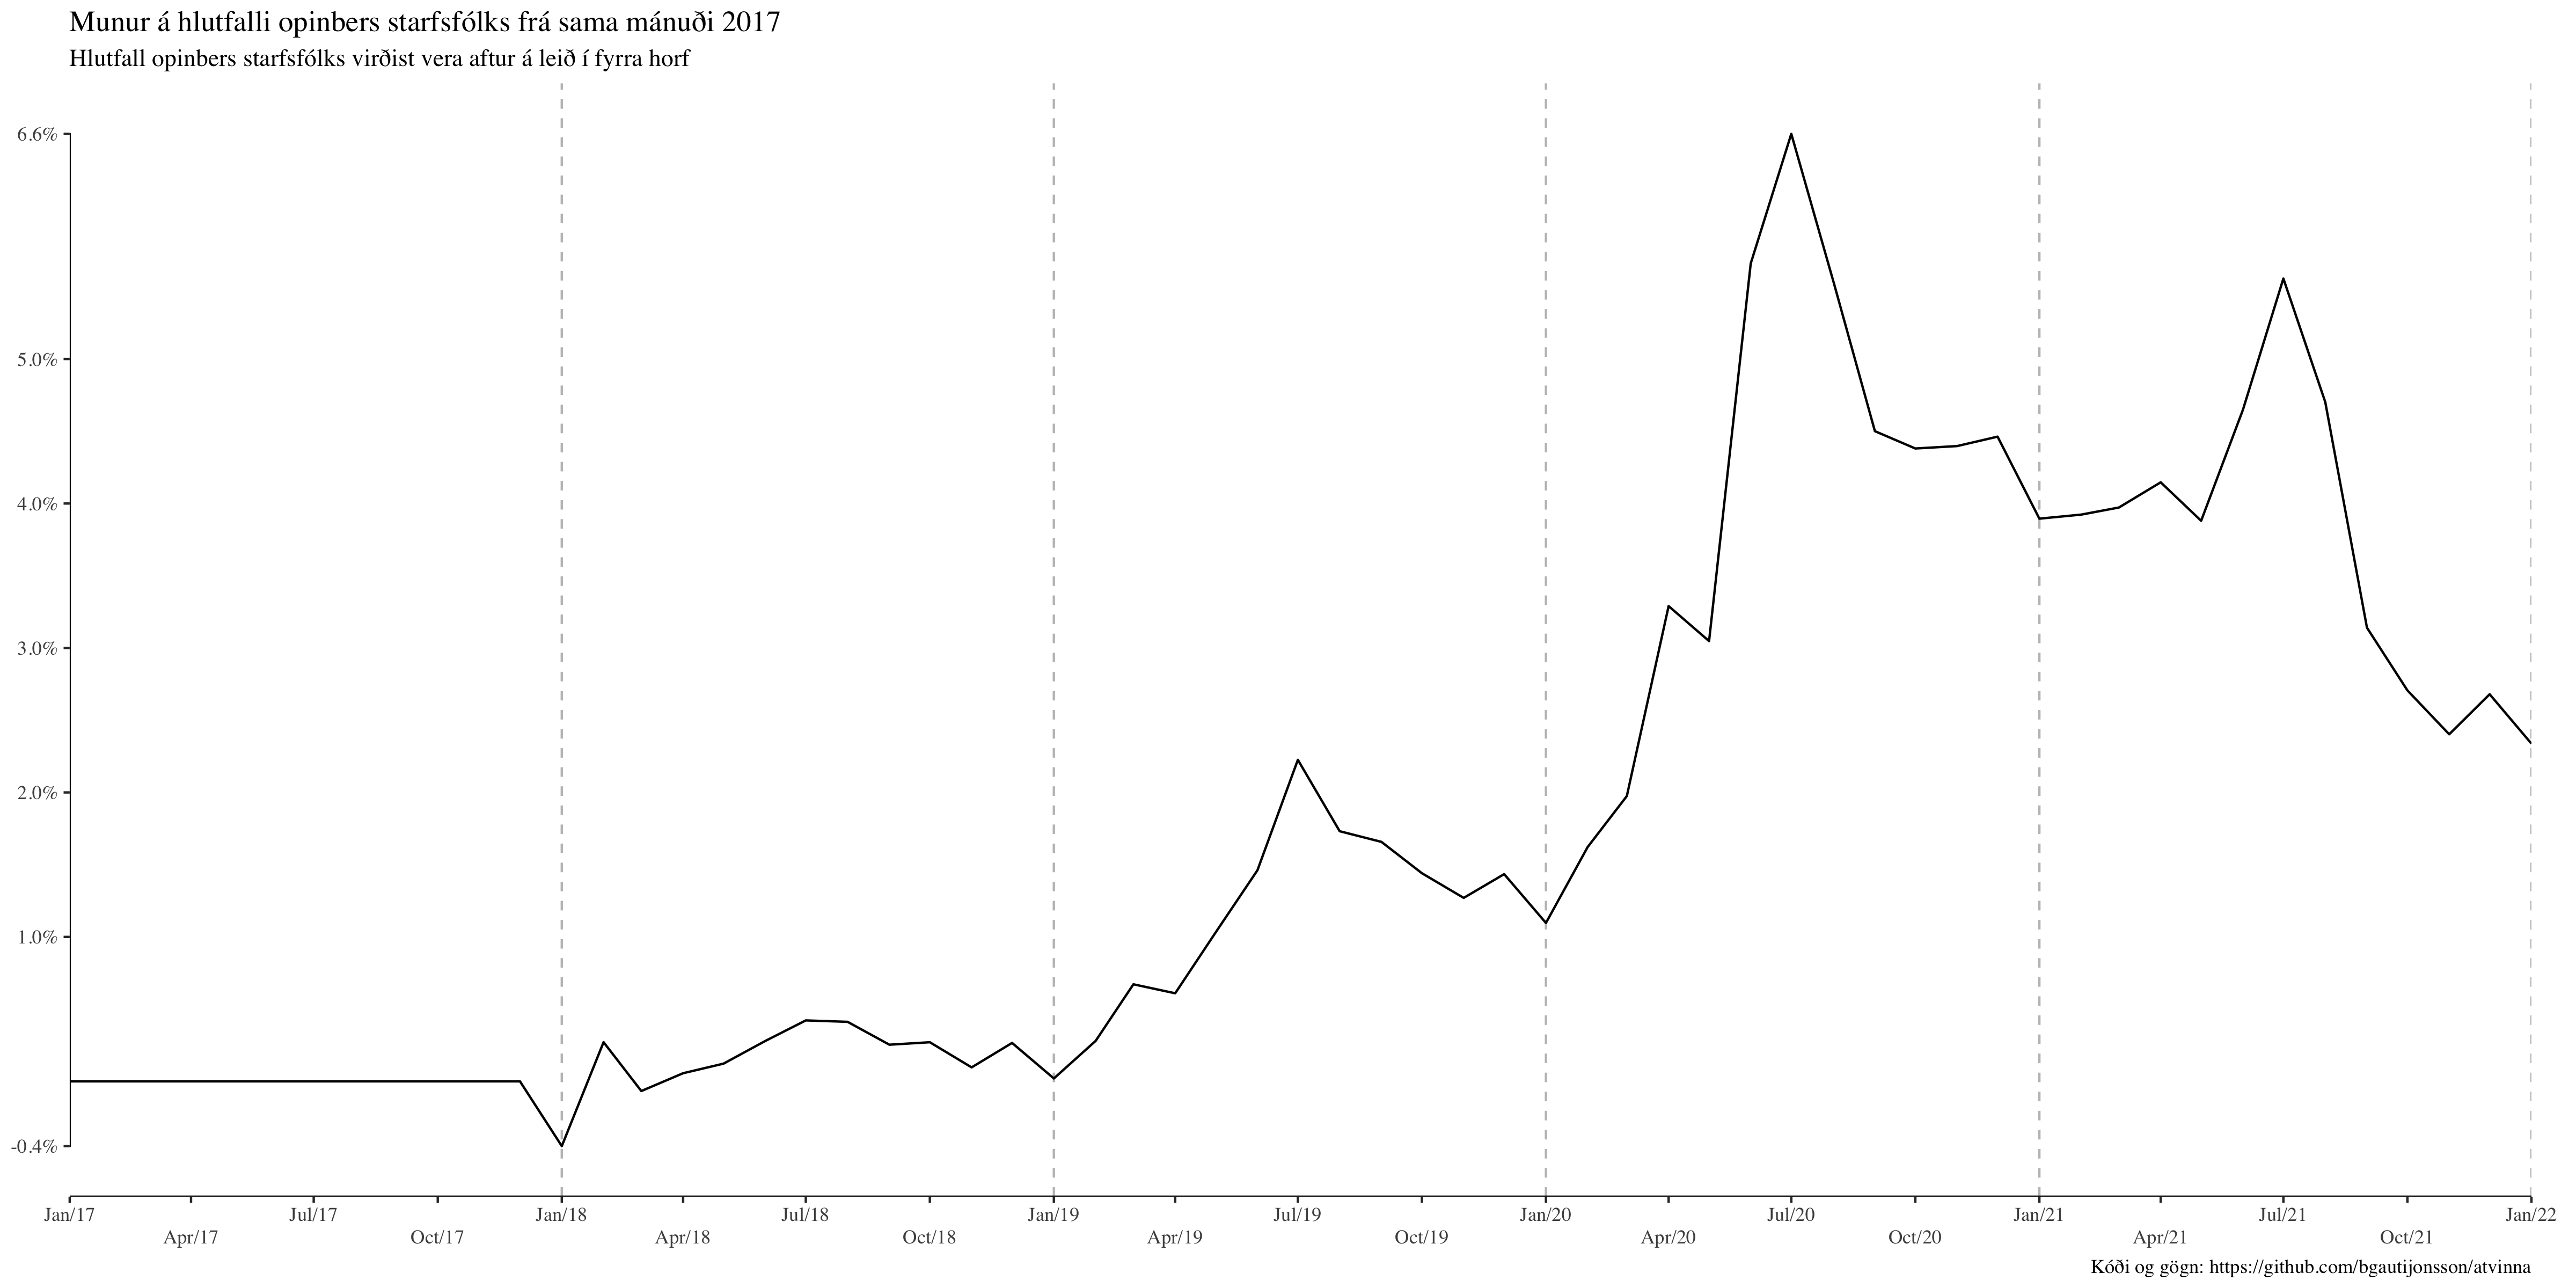 Munur á hlutfalli opinbers starfsfólks frá sama mánuði 2017
Hlutfall opinbers starfsfólks virðist vera aftur á leið í fyrra horf
6.6%
5.0%
4.0%
3.0%
2.0%
1.0%
-0.4%
Jan/17 Jul/17 Jan/18 Jul/18 Jan/19 Jul/19 Jan/20 Jul/20 Jan/21 Jul/21 Jan/22
Apr/17 Oct/17 Apr/18 Oct/18 Apr/19 Oct/19 Apr/20 Oct/20 Apr/21 Oct/21
Kóði og gögn: https://github.com/bgautijonsson/atvinna